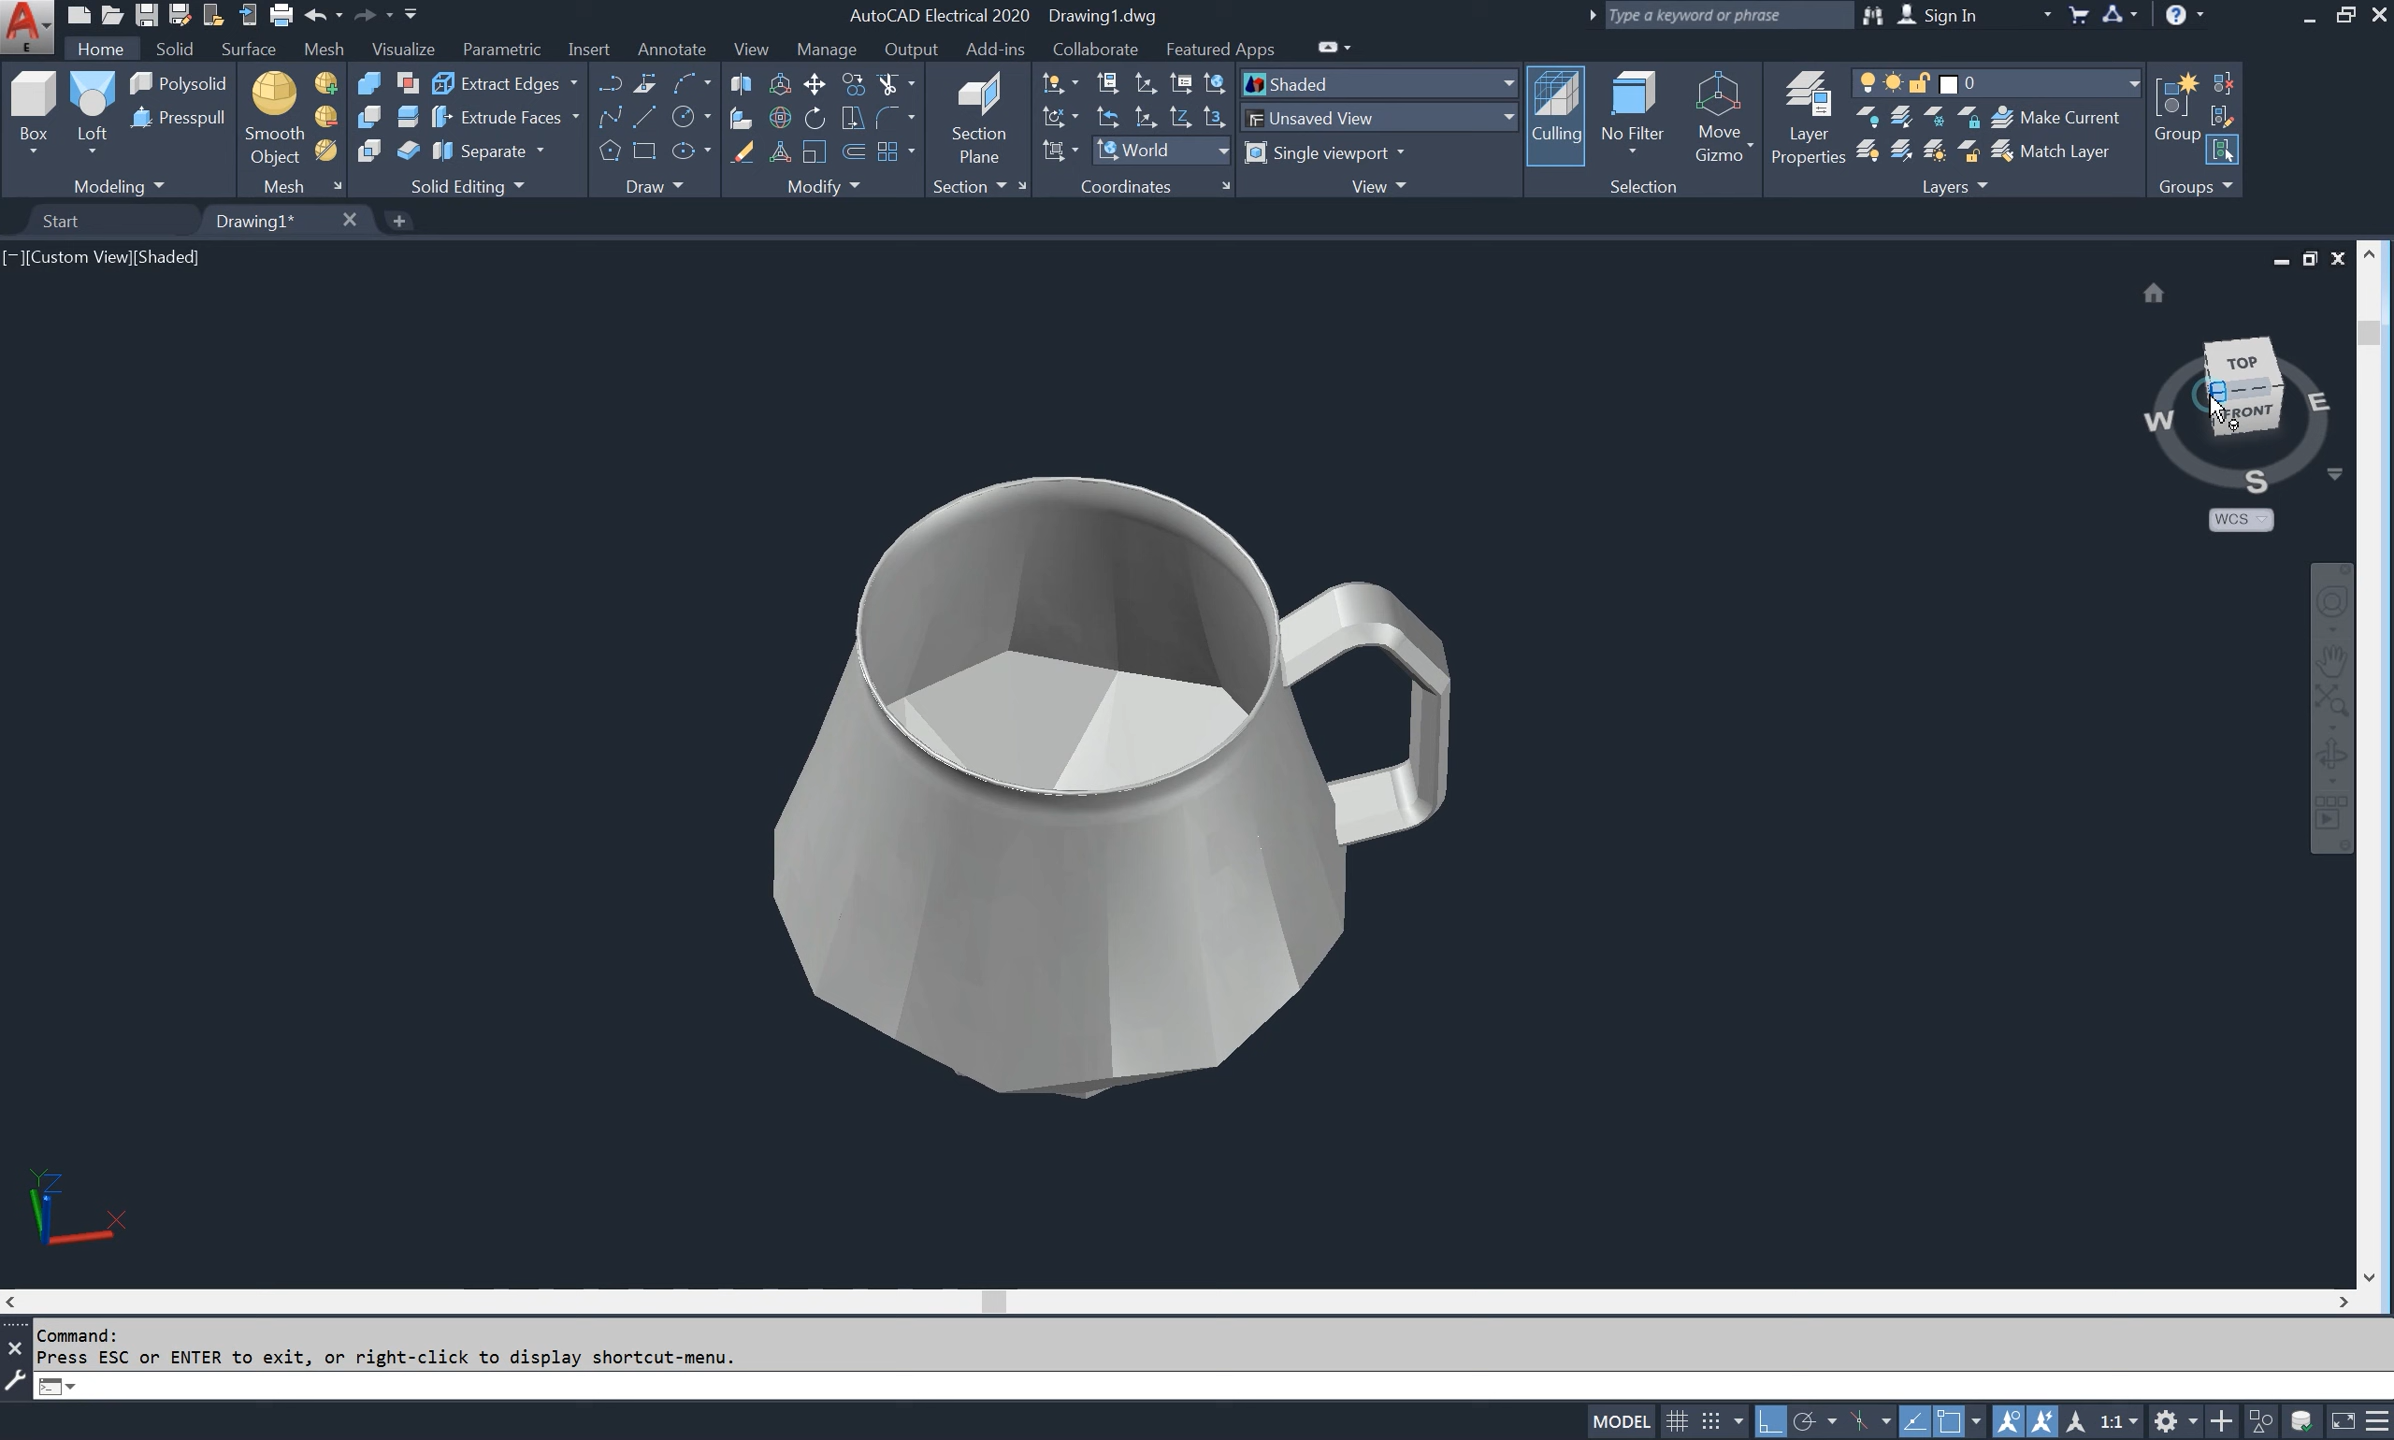 AutoCAD Electrical 2020 Drawing1.dwg
Type a keyword or phrase
Sign In
A
E
Home Solid Surface Mesh Visualize Parametric Insert Annotate View Manage Output Add-ins Collaborate Featured Apps
Box
Loft
Polysolid
Presspull
Modeling
Smooth
Object
Mesh
Extract Edges
Extrude Faces
Separate
Solid Editing
Draw
Modify
Section
Plane
Section
World
Coordinates
Shaded
Unsaved View
Single viewport
View
Culling
No Filter
Move
Gizmo
Selection
Layer
Properties
0
Make Current
Match Layer
Layers
Group
Groups
Start
Drawing1*
[−][Custom View][Shaded]
TOP
FRONT
W
E
S
WCS
Y
Z
X
Command:
Press ESC or ENTER to exit, or right-click to display shortcut-menu.
MODEL
1:1